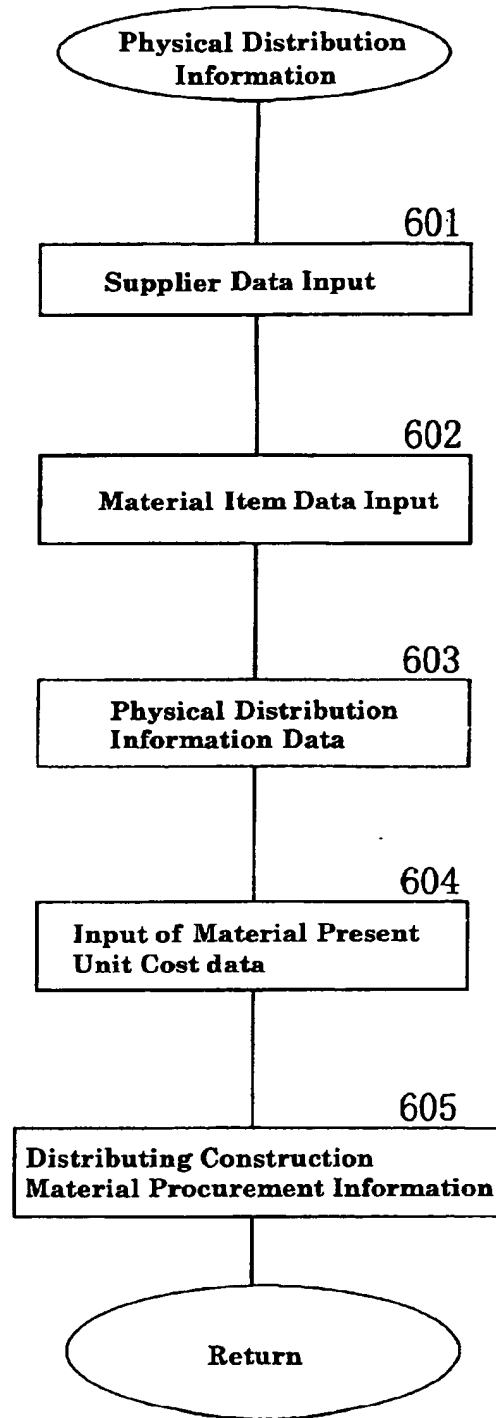 Physical Distribution
Information
601
Supplier Data Input
602
Material Item Data Input
603
Physical Distribution
Information Data
604
Input of Material Present
Unit Cost data
605
Distributing Construction
Material Procurement Information
Return